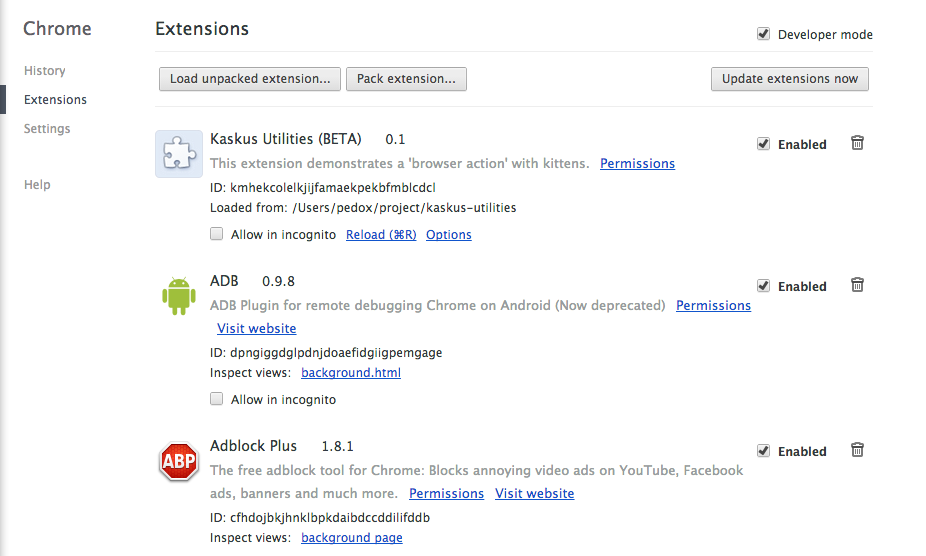 Chrome
Extensions
Developer mode
History
Extensions
Settings
Help
Load unpacked extension...
Pack extension...
Update extensions now
Kaskus Utilities (BETA) 0.1
Enabled
This extension demonstrates a 'browser action' with kittens. Permissions
ID: kmhekcolelkjijfamaekpekbfmblcdcl
Loaded from: /Users/pedox/project/kaskus-utilities
Allow in incognito Reload (⌘R) Options
ADB 0.9.8
Enabled
ADB Plugin for remote debugging Chrome on Android (Now deprecated) Permissions
Visit website
ID: dpngiggdglpdnjdoaefidgiigpemgage
Inspect views: background.html
Allow in incognito
ABP
Adblock Plus 1.8.1
Enabled
The free adblock tool for Chrome: Blocks annoying video ads on YouTube, Facebook
ads, banners and much more. Permissions Visit website
ID: cfhdojbkjhnklbpkdaibdccddilifddb
Inspect views: background page